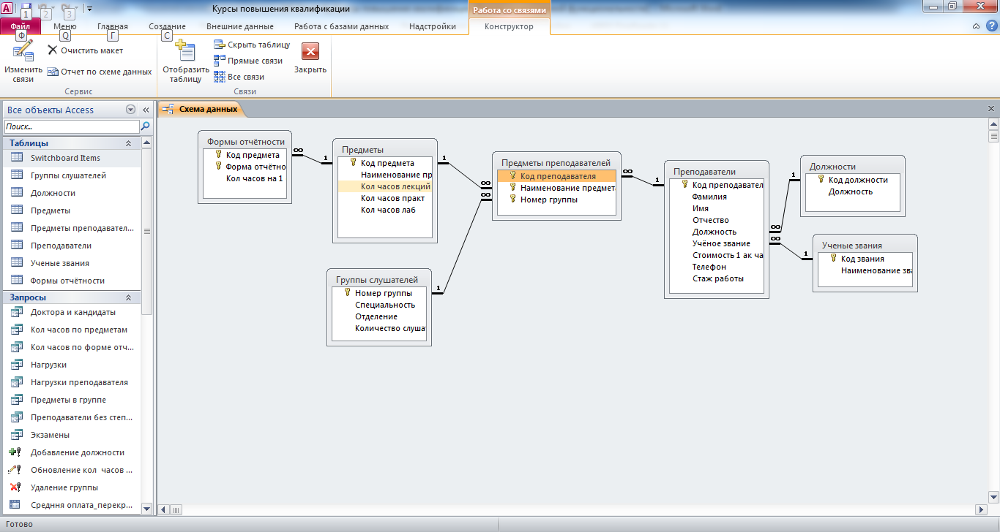 Курсы повышения квалификации
Работа со связями
1 2 3
Файл Меню Главная Создание Внешние данные Работа с базами данных Надстройки Конструктор
Ф Q Г С
Изменить связи
Очистить макет
Отчет по схеме данных
Сервис
Отобразить таблицу
Скрыть таблицу
Прямые связи
Все связи
Связи
Закрыть
Все объекты Access
Поиск...
Таблицы
Switchboard Items
Группы слушателей
Должности
Предметы
Предметы преподавател...
Преподаватели
Ученые звания
Формы отчётности
Запросы
Доктора и кандидаты
Кол часов по предметам
Кол часов по форме отч...
Нагрузки
Нагрузки преподавателя
Предметы в группе
Преподаватели без степ...
Экзамены
Добавление должности
Обновление кол часов ...
Удаление группы
Средння оплата_перекр...
Схема данных
Формы отчётности
Код предмета
Форма отчётно
Кол часов на 1
∞ 1
Предметы
Код предмета
Наименование пр
Кол часов лекций
Кол часов практ
Кол часов лаб
1 ∞
Группы слушателей
Номер группы
Специальность
Отделение
Количество слуша
1 ∞
Предметы преподавателей
Код преподавателя
Наименование предмета
Номер группы
∞ 1
Преподаватели
Код преподавател
Фамилия
Имя
Отчество
Должность
Учёное звание
Стоимость 1 ак ча
Телефон
Стаж работы
∞ 1
Должности
Код должности
Должность
∞ 1
Ученые звания
Код звания
Наименование зва
Готово